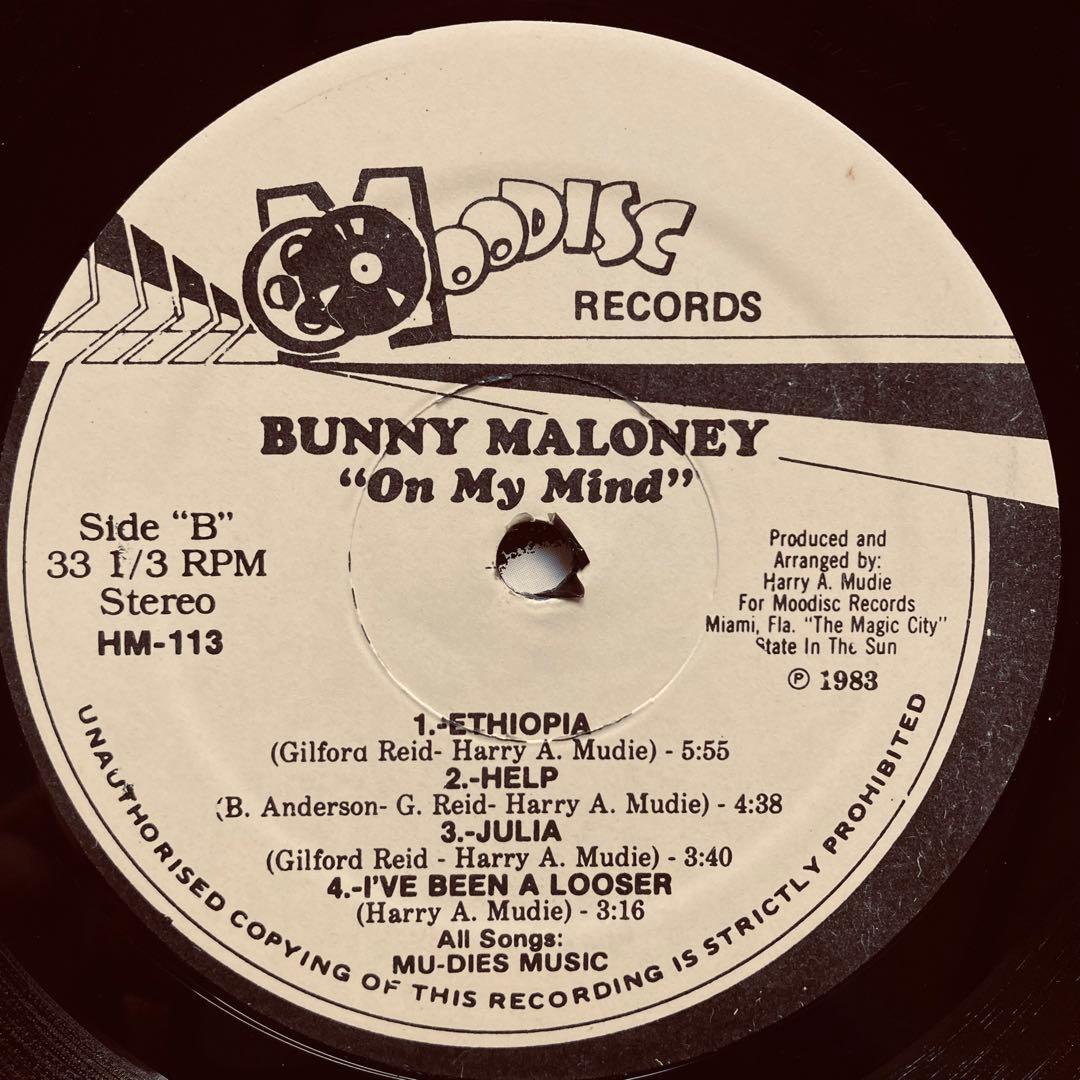 MOODISC
RECORDS
BUNNY MALONEY
“On My Mind”
Side “B”
33 1/3 RPM
Stereo
HM-113
Produced and
Arranged by:
Harry A. Mudie
For Moodisc Records
Miami, Fla. "The Magic City"
State In The Sun
℗ 1983
1.-ETHIOPIA
(Gilford Reid- Harry A. Mudie) - 5:55
2.-HELP
(B. Anderson- G. Reid- Harry A. Mudie) - 4:38
3.-JULIA
(Gilford Reid - Harry A. Mudie) - 3:40
4.-I'VE BEEN A LOOSER
(Harry A. Mudie) - 3:16
All Songs:
MU-DIES MUSIC
UNAUTHORISED COPYING OF THIS RECORDING IS STRICTLY PROHIBITED